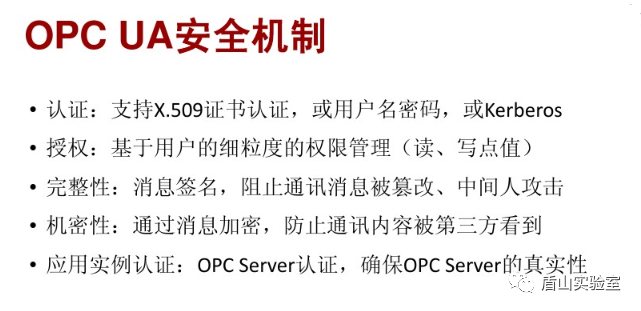 OPC UA安全机制
• 认证：支持X.509证书认证，或用户名密码，或Kerberos
• 授权：基于用户的细粒度的权限管理（读、写点值）
• 完整性：消息签名，阻止通讯消息被篡改、中间人攻击
• 机密性：通过消息加密，防止通讯内容被第三方看到
• 应用实例认证：OPC Server认证，确保OPC Server的真实性
盾山实验室